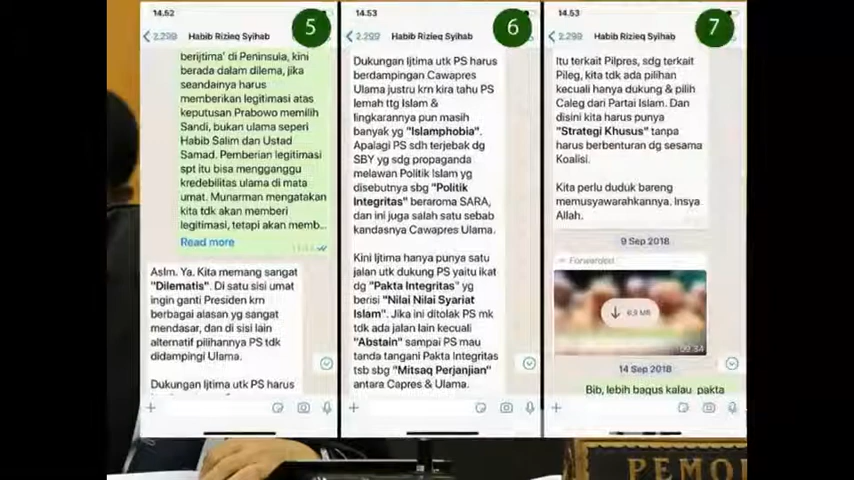 14.52
5
2.299
Habib Rizieq Syihab
berijtima' di Peninsula, kini
berada dalam dilema, jika
seandainya harus
memberikan legitimasi atas
keputusan Prabowo memilih
Sandi, bukan ulama seperi
Habib Salim dan Ustad
Samad. Pemberian legitimasi
spt itu bisa mengganggu
kredebilitas ulama di mata
umat. Munarman mengatakan
kita tdk akan memberi
legitimasi, tetapi akan memb...
Read more
Aslm. Ya. Kita memang sangat
"Dilematis". Di satu sisi umat
ingin ganti Presiden krn
berbagai alasan yg sangat
mendasar, dan di sisi lain
alternatif pilihannya PS tdk
didampingi Ulama.
Dukungan Ijtima utk PS harus
14.53
6
2.299
Habib Rizieq Syihab
Dukungan Ijtima utk PS harus
berdampingan Cawapres
Ulama justru krn kira tahu PS
lemah ttg Islam &
lingkarannya pun masih
banyak yg "Islamphobia".
Apalagi PS sdh terjebak dg
SBY yg sdg propaganda
melawan Politik Islam yg
disebutnya sbg "Politik
Integritas" beraroma SARA,
dan ini juga salah satu sebab
kandasnya Cawapres Ulama.
Kini Ijtima hanya punya satu
jalan utk dukung PS yaitu ikat
dg "Pakta Integritas" yg
berisi "Nilai Nilai Syariat
Islam". Jika ini ditolak PS mk
tdk ada jalan lain kecuali
"Abstain" sampai PS mau
tanda tangani Pakta Integritas
tsb sbg "Mitsaq Perjanjian"
antara Capres & Ulama.
14.53
7
2.299
Habib Rizieq Syihab
Itu terkait Pilpres, sdg terkait
Pileg, kita tdk ada pilihan
kecuali hanya dukung & pilih
Caleg dari Partai Islam. Dan
disini kita harus punya
"Strategi Khusus" tanpa
harus berbenturan dg sesama
Koalisi.
Kita perlu duduk bareng
memusyawarahkannya. Insya
Allah.
9 Sep 2018
Forwarded
6,9 MB
09.34
14 Sep 2018
Bib, lebih bagus kalau pakta
PEMO